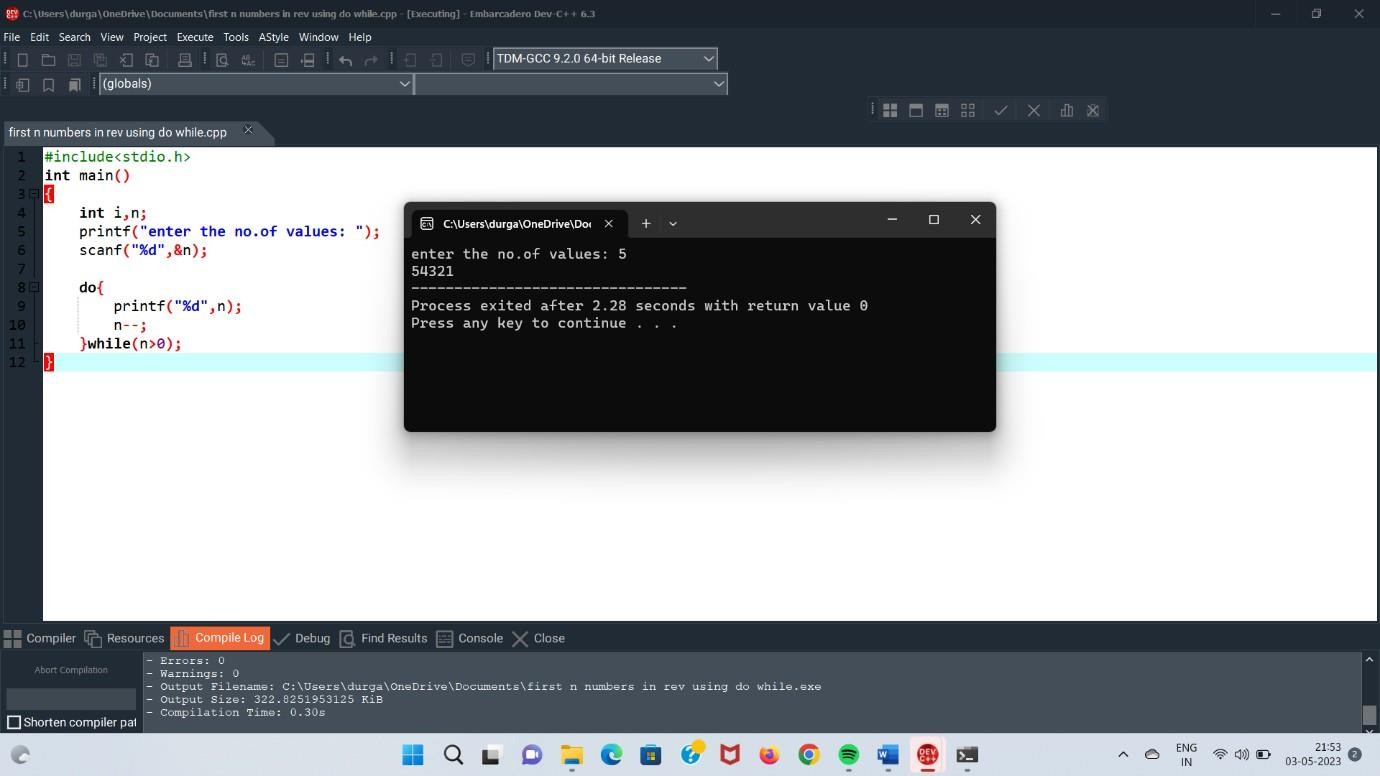 C:\Users\durga\OneDrive\Documents\first n numbers in rev using do while.cpp - [Executing] - Embarcadero Dev-C++ 6.3
File Edit Search View Project Execute Tools AStyle Window Help
TDM-GCC 9.2.0 64-bit Release
(globals)
first n numbers in rev using do while.cpp
1 #include<stdio.h>
2 int main()
3 {
4 int i,n;
5 printf("enter the no.of values: ");
6 scanf("%d",&n);
7
8 do{
9 printf("%d",n);
10 n--;
11 }while(n>0);
12 }
C:\Users\durga\OneDrive\Doc
enter the no.of values: 5
54321
--------------------------------
Process exited after 2.28 seconds with return value 0
Press any key to continue . . .
Compiler Resources Compile Log Debug Find Results Console Close
Abort Compilation
Shorten compiler pat
- Errors: 0
- Warnings: 0
- Output Filename: C:\Users\durga\OneDrive\Documents\first n numbers in rev using do while.exe
- Output Size: 322.8251953125 KiB
- Compilation Time: 0.30s
ENG
IN
21:53
03-05-2023
2